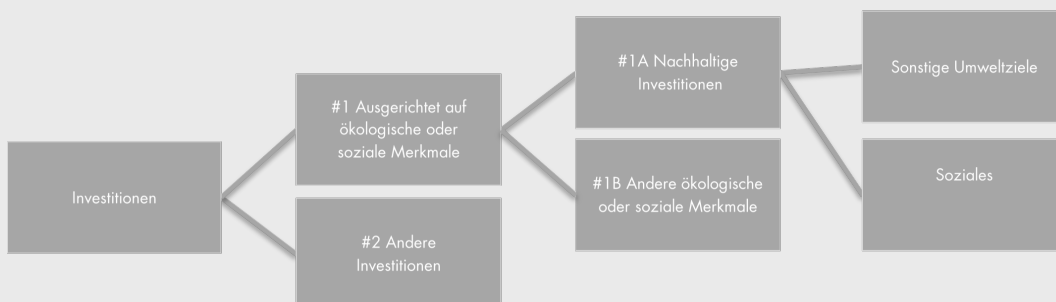 Investitionen
#1 Ausgerichtet auf
ökologische oder
soziale Merkmale
#2 Andere
Investitionen
#1A Nachhaltige
Investitionen
#1B Andere ökologische
oder soziale Merkmale
Sonstige Umweltziele
Soziales